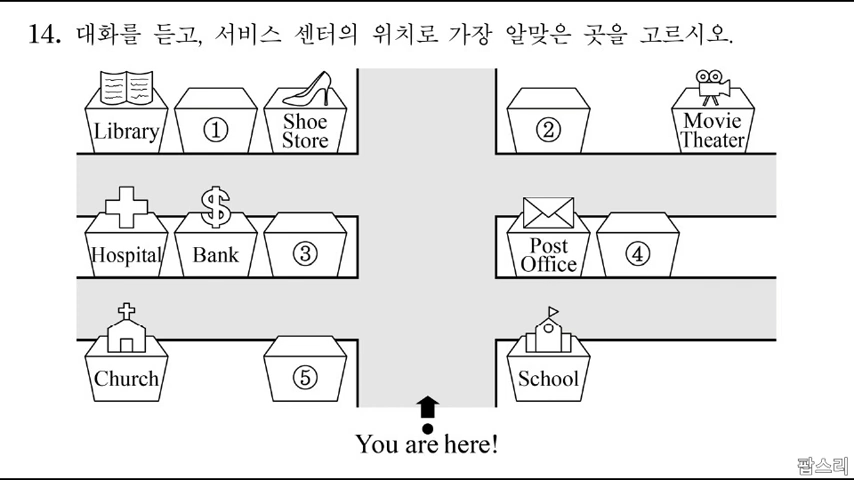 14. 대화를 듣고, 서비스 센터의 위치로 가장 알맞은 곳을 고르시오.
Library
①
Shoe
Store
②
Movie
Theater
Hospital
$
Bank
③
Post
Office
④
Church
⑤
School
You are here!
팝스리